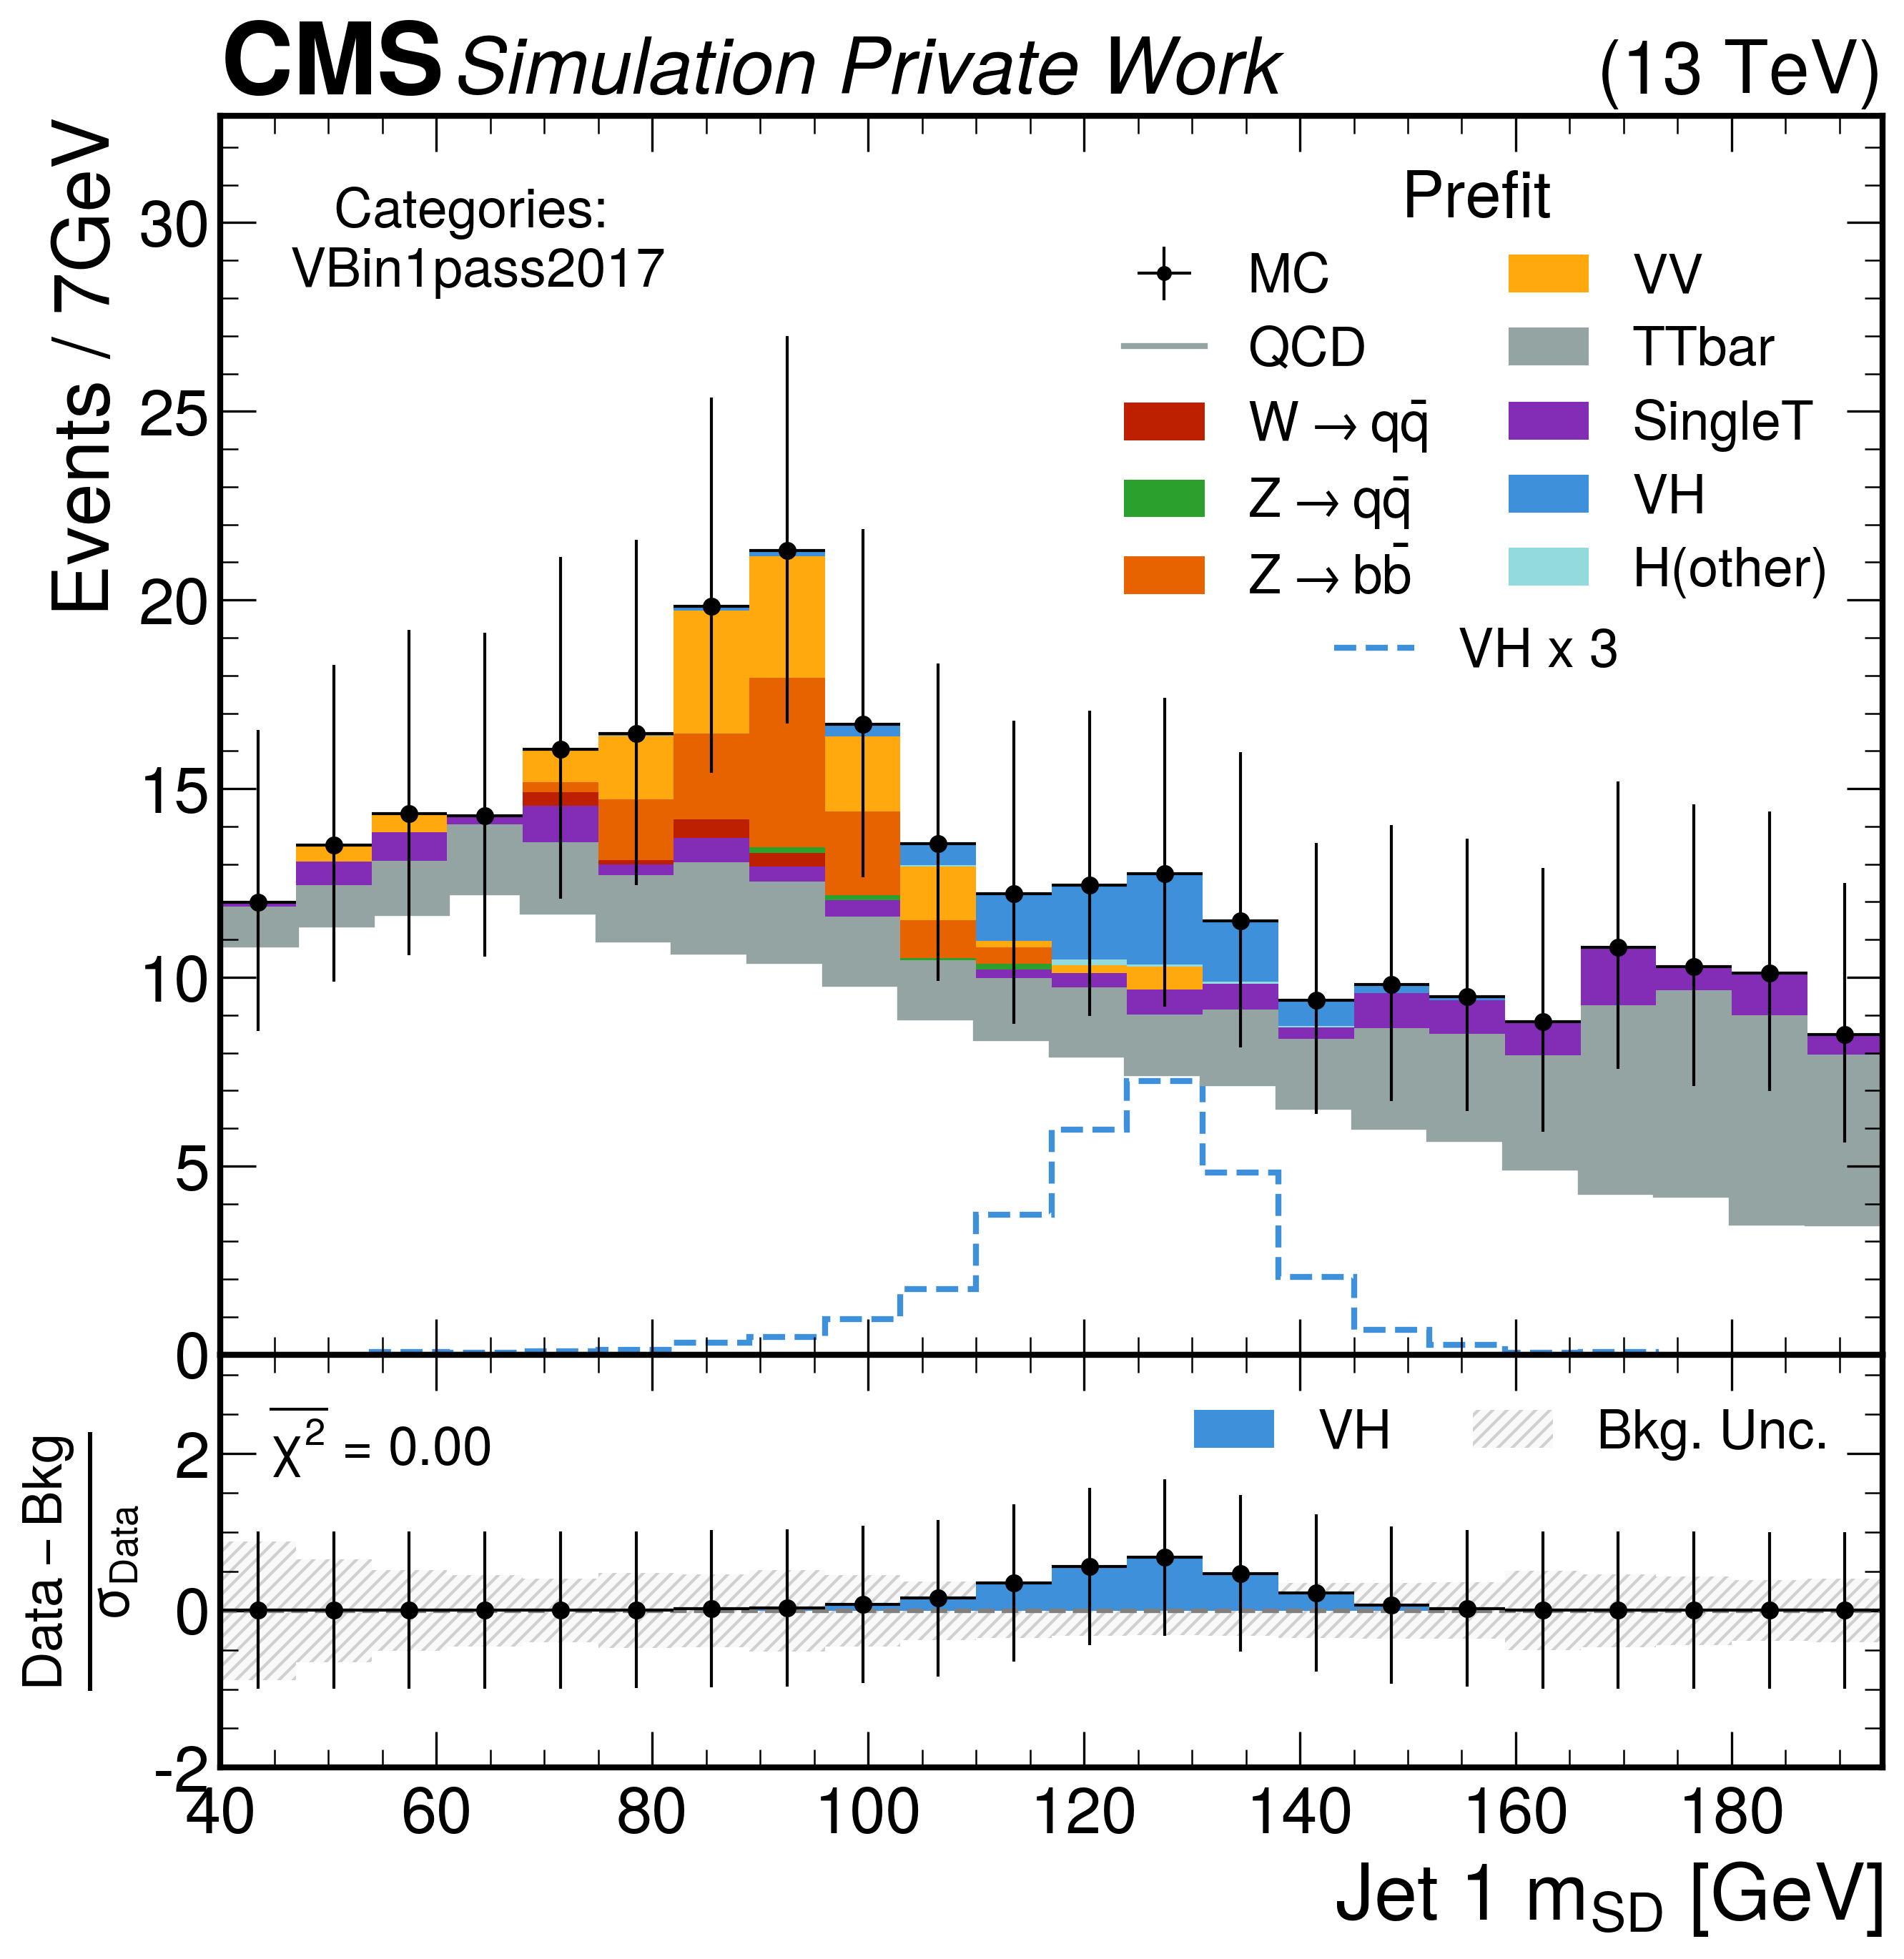 CMS Simulation Private Work (13 TeV)
Events / 7GeV
Categories:
VBin1pass2017
Prefit
MC
QCD
W → qq̄
Z → qq̄
Z → bb̄
VV
TTbar
SingleT
VH
H(other)
VH x 3
30
25
20
15
10
5
0
Data − Bkg
σData
χ² = 0.00
VH
Bkg. Unc.
2
0
-2
40 60 80 100 120 140 160 180
Jet 1 mSD [GeV]